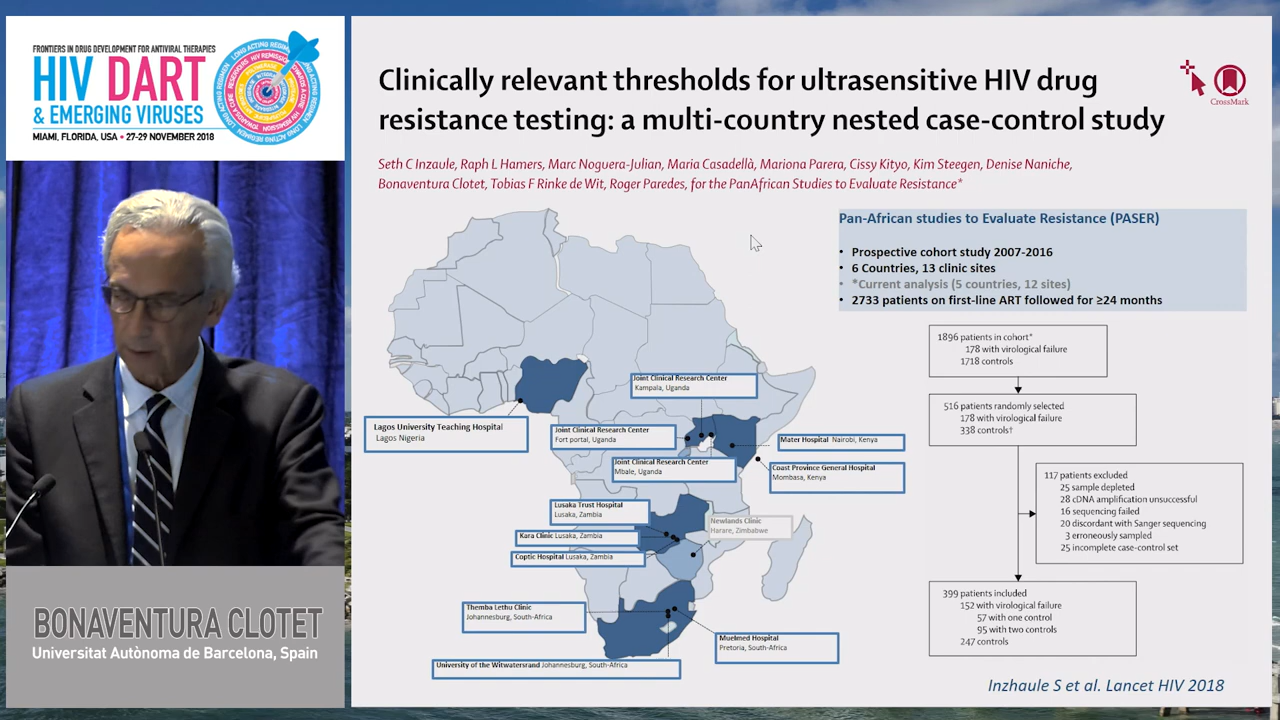 FRONTIERS IN DRUG DEVELOPMENT FOR ANTIVIRAL THERAPIES
HIV DART
& EMERGING VIRUSES
MIAMI, FLORIDA, USA • 27-29 NOVEMBER 2018
LONG ACTING REGIMEN
HIV REMISSION
Clinically relevant thresholds for ultrasensitive HIV drug
resistance testing: a multi-country nested case-control study
CrossMark
Seth C Inzaule, Raph L Hamers, Marc Noguera-Julian, Maria Casadellà, Mariona Parera, Cissy Kityo, Kim Steegen, Denise Naniche,
Bonaventura Clotet, Tobias F Rinke de Wit, Roger Paredes, for the PanAfrican Studies to Evaluate Resistance*
Pan-African studies to Evaluate Resistance (PASER)
• Prospective cohort study 2007-2016
• 6 Countries, 13 clinic sites
• *Current analysis (5 countries, 12 sites)
• 2733 patients on first-line ART followed for ≥24 months
1896 patients in cohort*
178 with virological failure
1718 controls
516 patients randomly selected
178 with virological failure
338 controls†
117 patients excluded
25 sample depleted
28 cDNA amplification unsuccessful
16 sequencing failed
20 discordant with Sanger sequencing
3 erroneously sampled
25 incomplete case-control set
399 patients included
152 with virological failure
57 with one control
95 with two controls
247 controls
Joint Clinical Research Center
Kampala, Uganda
Lagos University Teaching Hospital
Lagos Nigeria
Joint Clinical Research Center
Fort portal, Uganda
Mater Hospital Nairobi, Kenya
Joint Clinical Research Center
Mbale, Uganda
Coast Province General Hospital
Mombasa, Kenya
Lusaka Trust Hospital
Lusaka, Zambia
Newlands Clinic
Harare, Zimbabwe
Kara Clinic Lusaka, Zambia
Coptic Hospital Lusaka, Zambia
Themba Lethu Clinic
Johannesburg, South-Africa
Muelmed Hospital
Pretoria, South-Africa
University of the Witwatersrand Johannesburg, South-Africa
Inzhaule S et al. Lancet HIV 2018
BONAVENTURA CLOTET
Universitat Autònoma de Barcelona, Spain